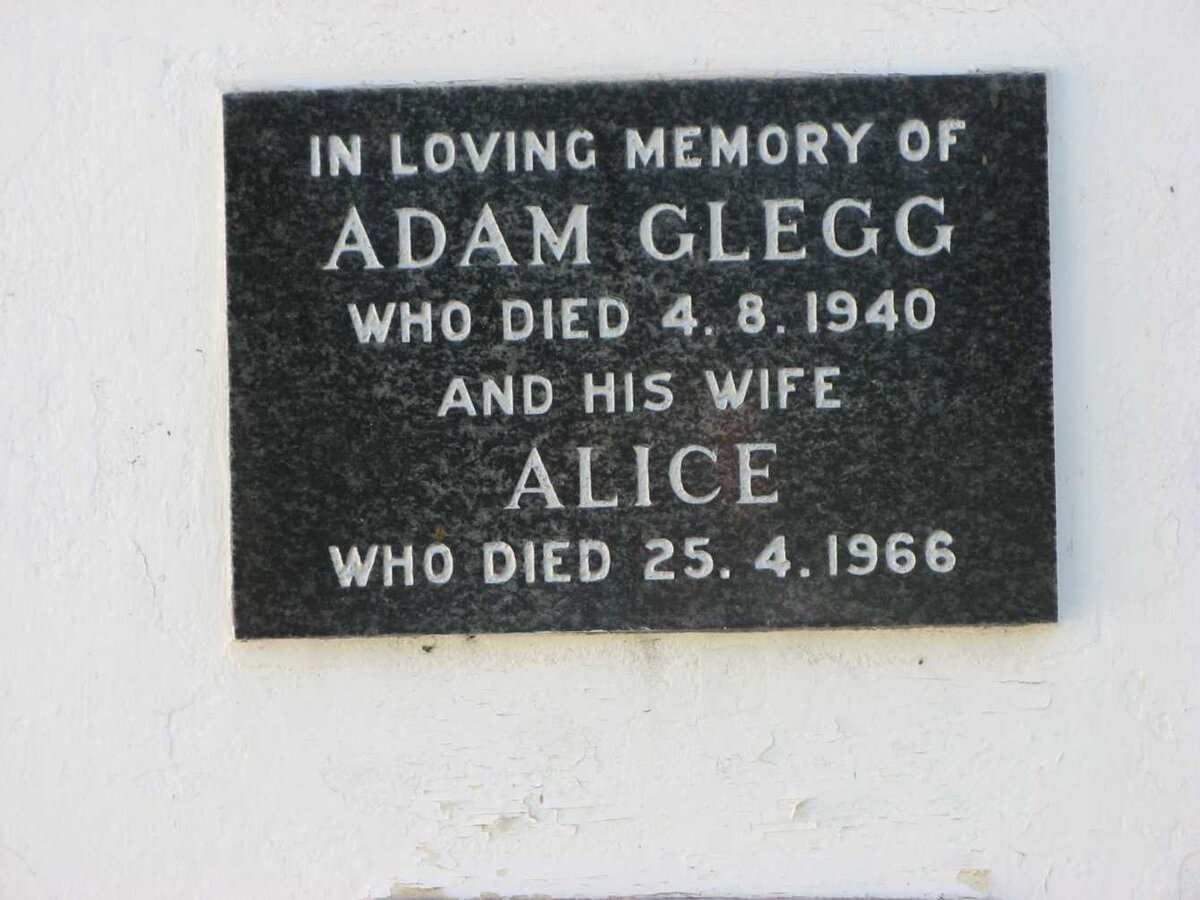 IN LOVING MEMORY OF
ADAM GLEGG
WHO DIED 4. 8. 1940
AND HIS WIFE
ALICE
WHO DIED 25. 4. 1966